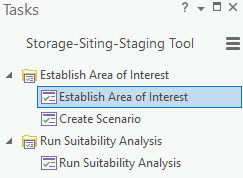 Tasks
Storage-Siting-Staging Tool
Establish Area of Interest
Establish Area of Interest
Create Scenario
Run Suitability Analysis
Run Suitability Analysis